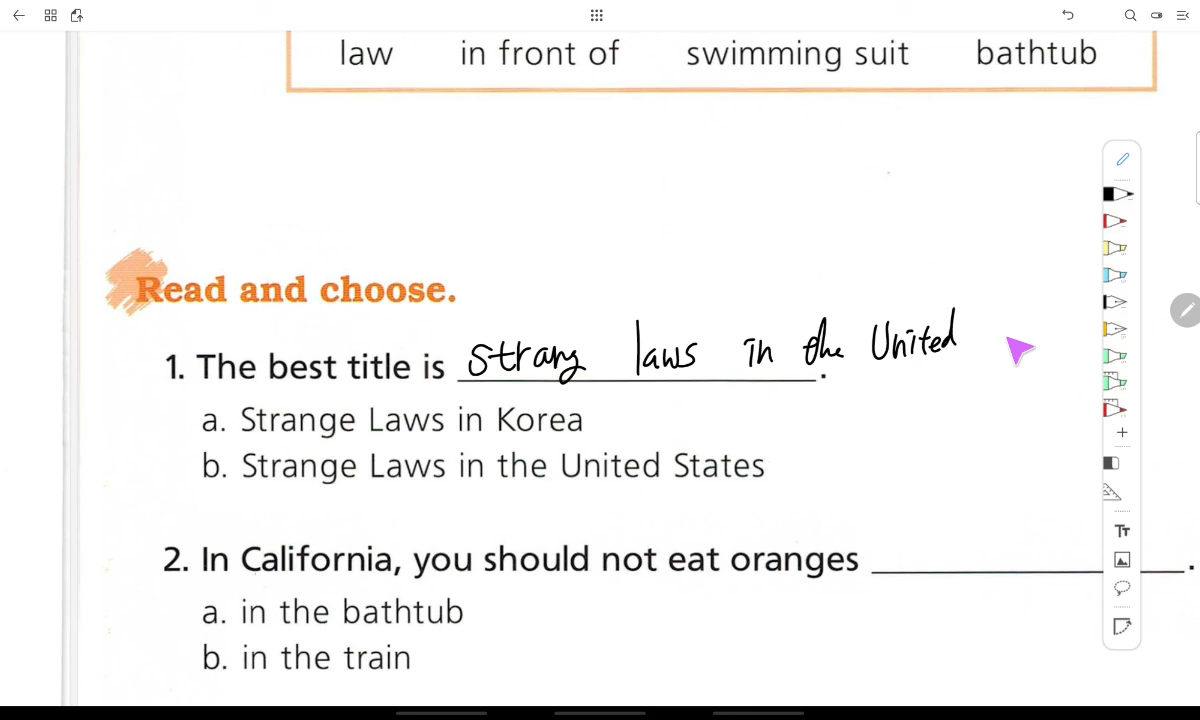 law in front of swimming suit bathtub
Read and choose.
1. The best title is strang laws in the United .
a. Strange Laws in Korea
b. Strange Laws in the United States
2. In California, you should not eat oranges ____________________.
a. in the bathtub
b. in the train
Tт